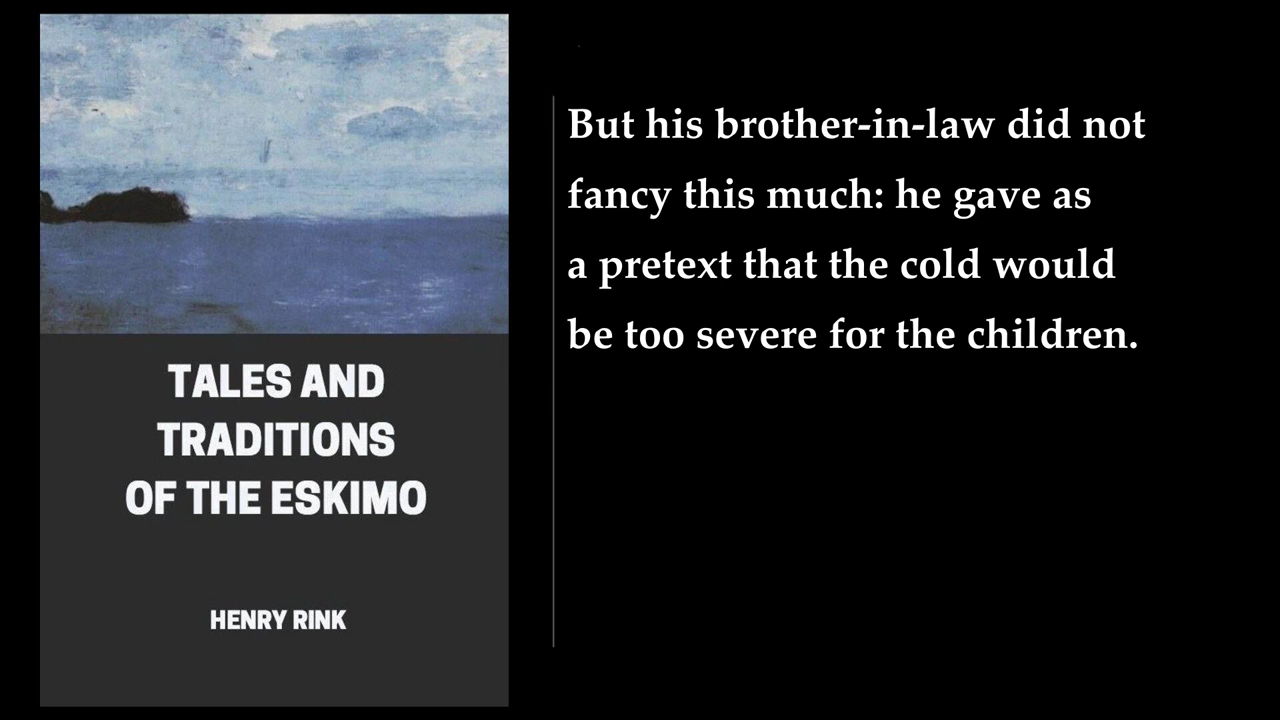 TALES AND
TRADITIONS
OF THE ESKIMO
HENRY RINK
But his brother-in-law did not
fancy this much: he gave as
a pretext that the cold would
be too severe for the children.